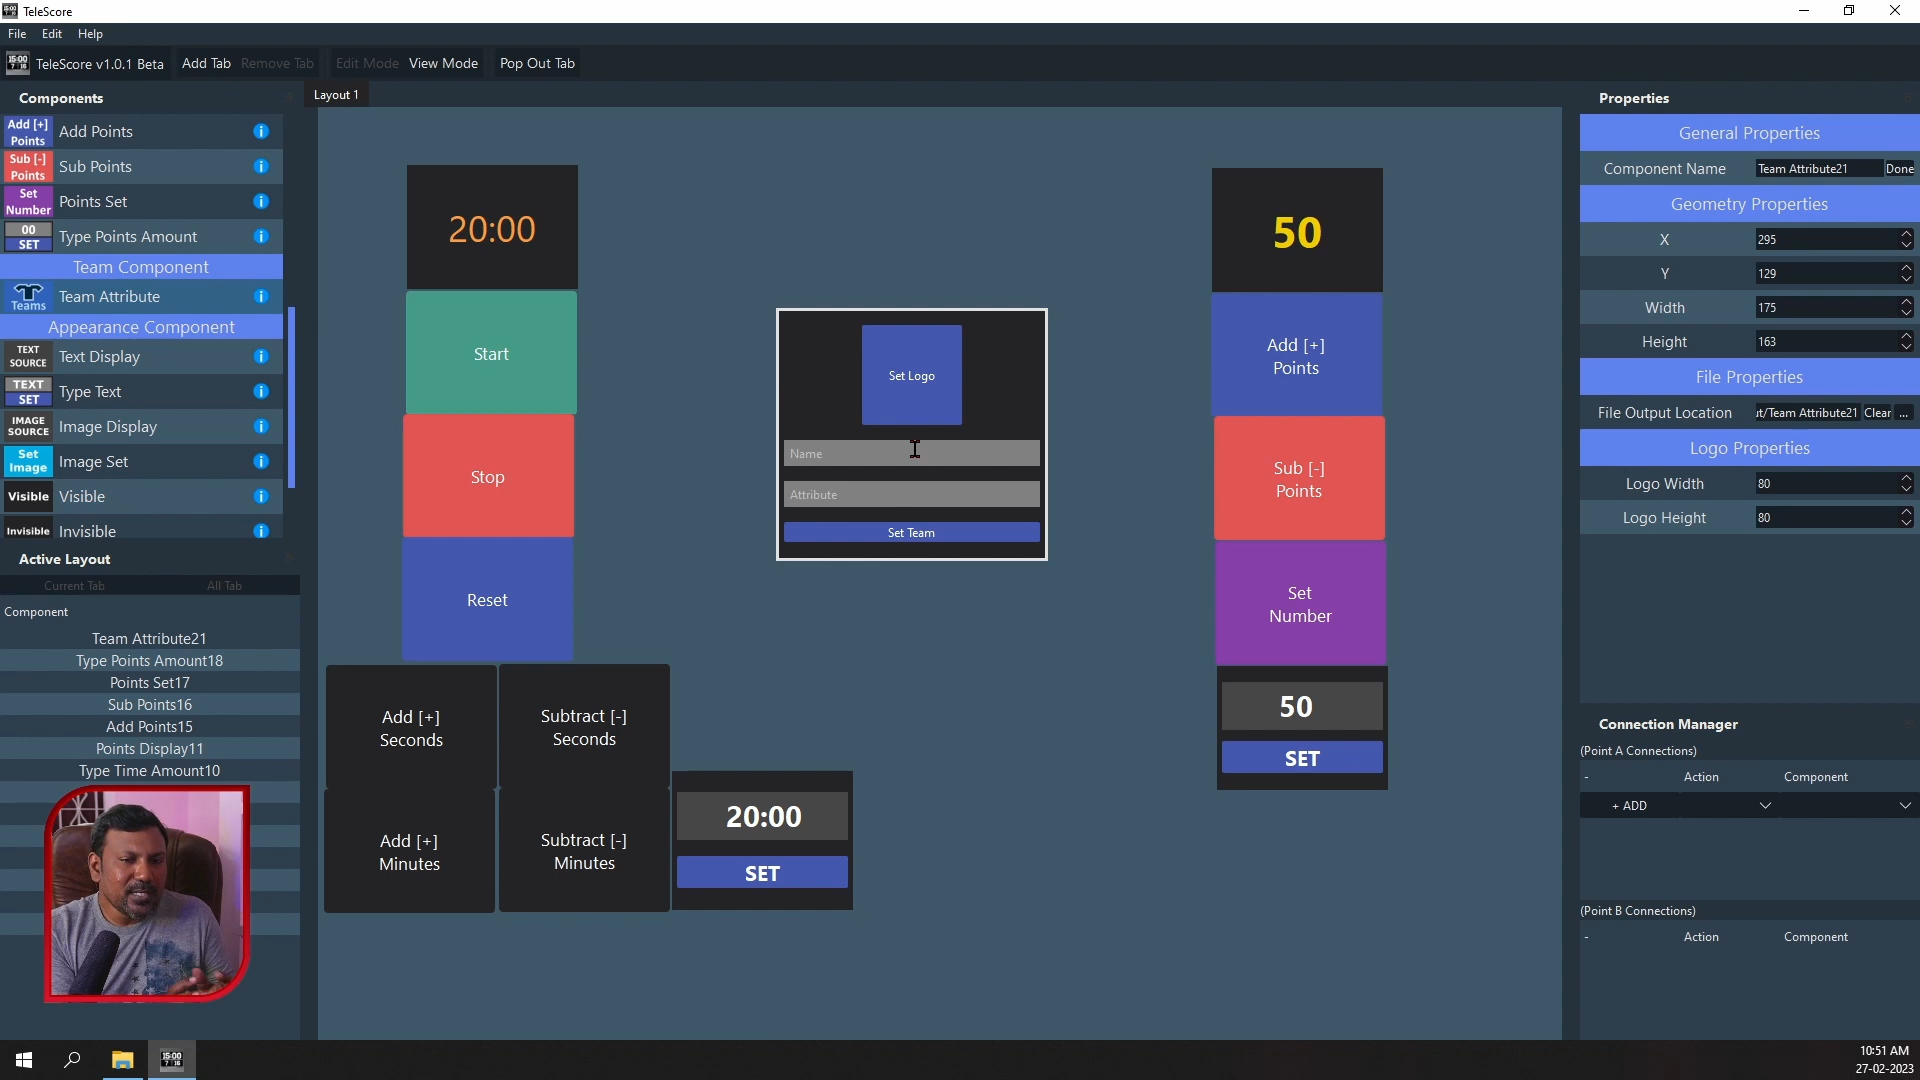 TeleScore
File Edit Help
TeleScore v1.0.1 Beta Add Tab Remove Tab Edit Mode View Mode Pop Out Tab
Components
Add [+] Points Add Points
Sub [-] Points Sub Points
Set Number Points Set
00 SET Type Points Amount
Team Component
Teams Team Attribute
Appearance Component
TEXT SOURCE Text Display
TEXT SET Type Text
IMAGE SOURCE Image Display
Set Image Image Set
Visible Visible
Invisible Invisible
Active Layout
Current Tab All Tab
Component
Team Attribute21
Type Points Amount18
Points Set17
Sub Points16
Add Points15
Points Display11
Type Time Amount10
Layout 1
20:00
Start
Stop
Reset
Add [+]
Seconds
Subtract [-]
Seconds
Add [+]
Minutes
Subtract [-]
Minutes
20:00
SET
Set Logo
Name
Attribute
Set Team
50
Add [+]
Points
Sub [-]
Points
Set
Number
50
SET
Properties
General Properties
Component Name Team Attribute21 Done
Geometry Properties
X 295
Y 129
Width 175
Height 163
File Properties
File Output Location ut/Team Attribute21 Clear ...
Logo Properties
Logo Width 80
Logo Height 80
Connection Manager
(Point A Connections)
- Action Component
+ ADD
(Point B Connections)
- Action Component
10:51 AM
27-02-2023